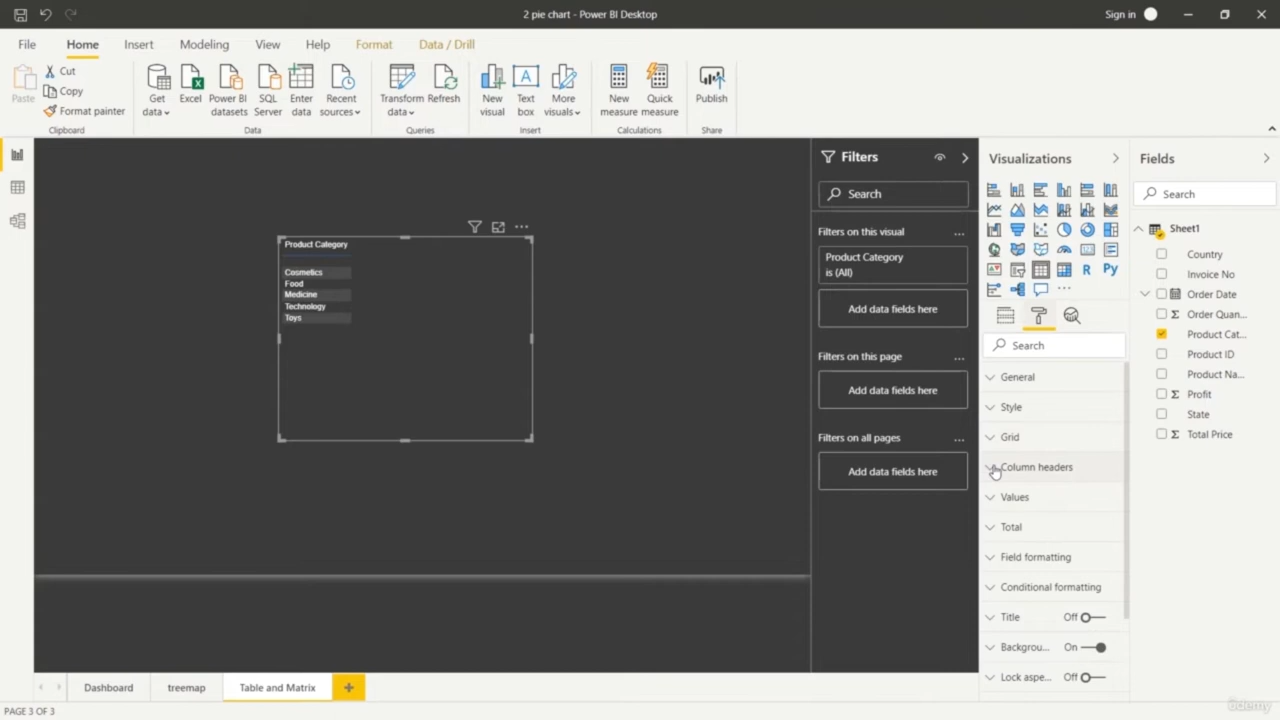 2 pie chart - Power BI Desktop
Sign in
File
Home
Insert
Modeling
View
Help
Format
Data / Drill
Paste
Cut
Copy
Format painter
Clipboard
Get data
Excel
Power BI datasets
SQL Server
Enter data
Recent sources
Data
Transform data
Refresh
Queries
New visual
Text box
More visuals
Insert
New measure
Quick measure
Calculations
Publish
Share
Product Category
Cosmetics
Food
Medicine
Technology
Toys
Filters
Search
Filters on this visual
...
Product Category
is (All)
Add data fields here
Filters on this page
...
Add data fields here
Filters on all pages
...
Add data fields here
Visualizations
R
Py
Search
General
Style
Grid
Column headers
Values
Total
Field formatting
Conditional formatting
Title Off
Backgrou... On
Lock aspe... Off
Fields
Search
Sheet1
Country
Invoice No
Order Date
Σ Order Quan...
Product Cat...
Product ID
Product Na...
Σ Profit
State
Σ Total Price
Dashboard
treemap
Table and Matrix
+
PAGE 3 OF 3
ûdemy